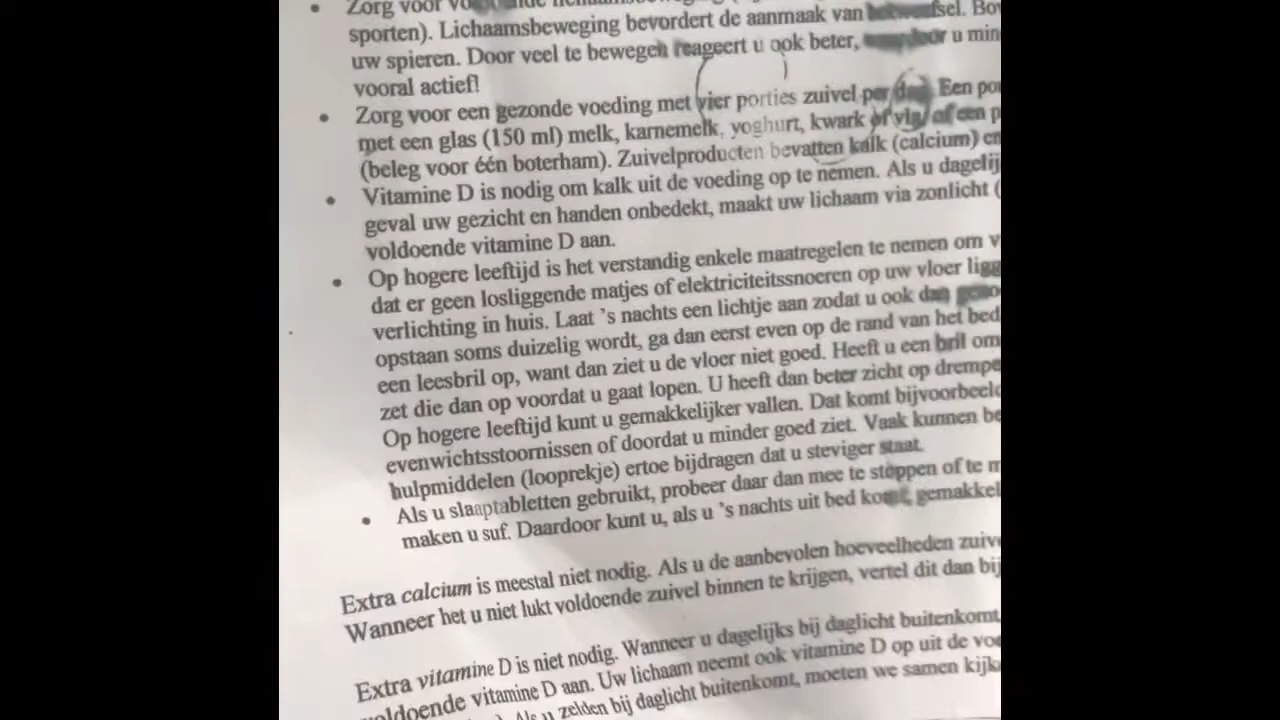 Zorg voor
sporten). Lichaamsbeweging bevordert de aanmaak van
uw spieren. Door veel te bewegen reageert u ook beter, u min
vooral actief!
Zorg voor een gezonde voeding met vier porties zuivel per dag. Een por
met een glas (150 ml) melk, karnemelk, yoghurt, kwark of vla, of een p
(beleg voor één boterham). Zuivelproducten bevatten kalk (calcium) en
Vitamine D is nodig om kalk uit de voeding op te nemen. Als u dagelij
geval uw gezicht en handen onbedekt, maakt uw lichaam via zonlicht (
voldoende vitamine D aan.
Op hogere leeftijd is het verstandig enkele maatregelen te nemen om v
dat er geen losliggende matjes of elektriciteitssnoeren op uw vloer ligg
verlichting in huis. Laat 's nachts een lichtje aan zodat u ook dan
opstaan soms duizelig wordt, ga dan eerst even op de rand van het bed
een leesbril op, want dan ziet u de vloer niet goed. Heeft u een bril om
zet die dan op voordat u gaat lopen. U heeft dan beter zicht op drempe
Op hogere leeftijd kunt u gemakkelijker vallen. Dat komt bijvoorbeeld
evenwichtsstoornissen of doordat u minder goed ziet. Vaak kunnen be
hulpmiddelen (looprekje) ertoe bijdragen dat u steviger staat.
Als u slaaptabletten gebruikt, probeer daar dan mee te stoppen of te m
maken u suf. Daardoor kunt u, als u 's nachts uit bed komt, gemakkel
Extra calcium is meestal niet nodig. Als u de aanbevolen hoeveelheden zuive
Wanneer het u niet lukt voldoende zuivel binnen te krijgen, vertel dit dan bij
Extra vitamine D is niet nodig. Wanneer u dagelijks bij daglicht buitenkomt,
voldoende vitamine D aan. Uw lichaam neemt ook vitamine D op uit de voe
Als u zelden bij daglicht buitenkomt, moeten we samen kijk